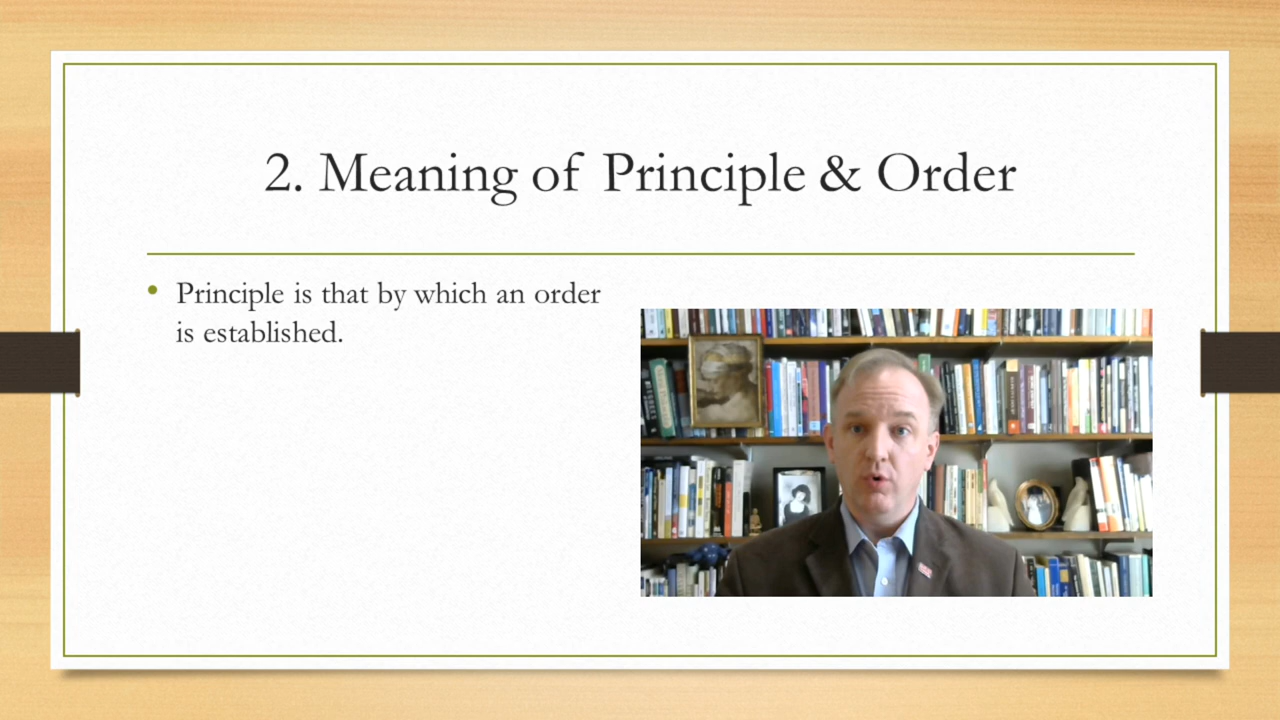 2. Meaning of Principle & Order
• Principle is that by which an order
is established.